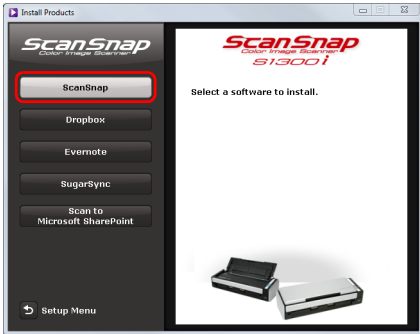 Install Products
ScanSnap
Color Image Scanner
ScanSnap
Dropbox
Evernote
SugarSync
Scan to
Microsoft SharePoint
Setup Menu
ScanSnap
Color Image Scanner
S1300i
Select a software to install.